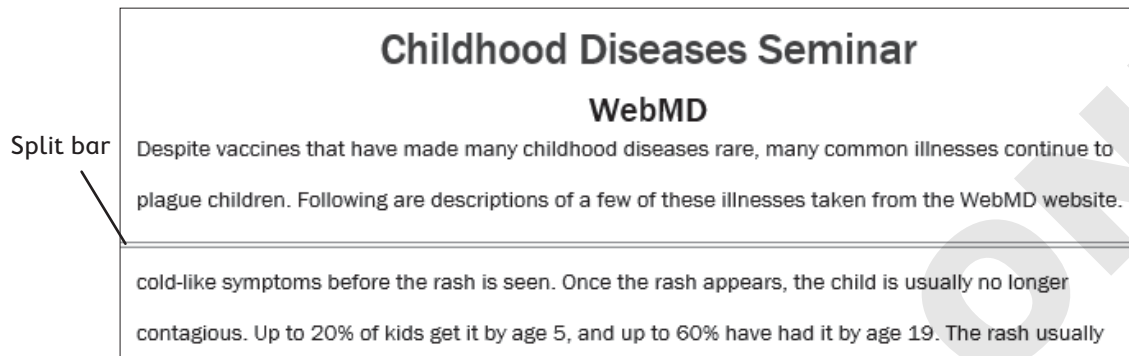 Childhood Diseases Seminar
WebMD
Split bar
Despite vaccines that have made many childhood diseases rare, many common illnesses continue to
plague children. Following are descriptions of a few of these illnesses taken from the WebMD website.
cold-like symptoms before the rash is seen. Once the rash appears, the child is usually no longer
contagious. Up to 20% of kids get it by age 5, and up to 60% have had it by age 19. The rash usually
ON